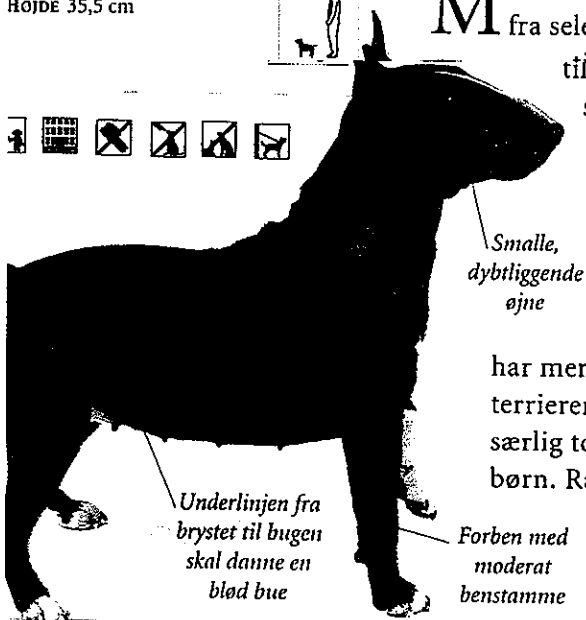 HØJDE 35,5 cm
M fra sele
til
s
Smalle,
dybtliggende
øjne
har mer
terrierer
særlig to
børn. Ra
Underlinjen fra
brystet til bugen
skal danne en
blød bue
Forben med
moderat
benstamme